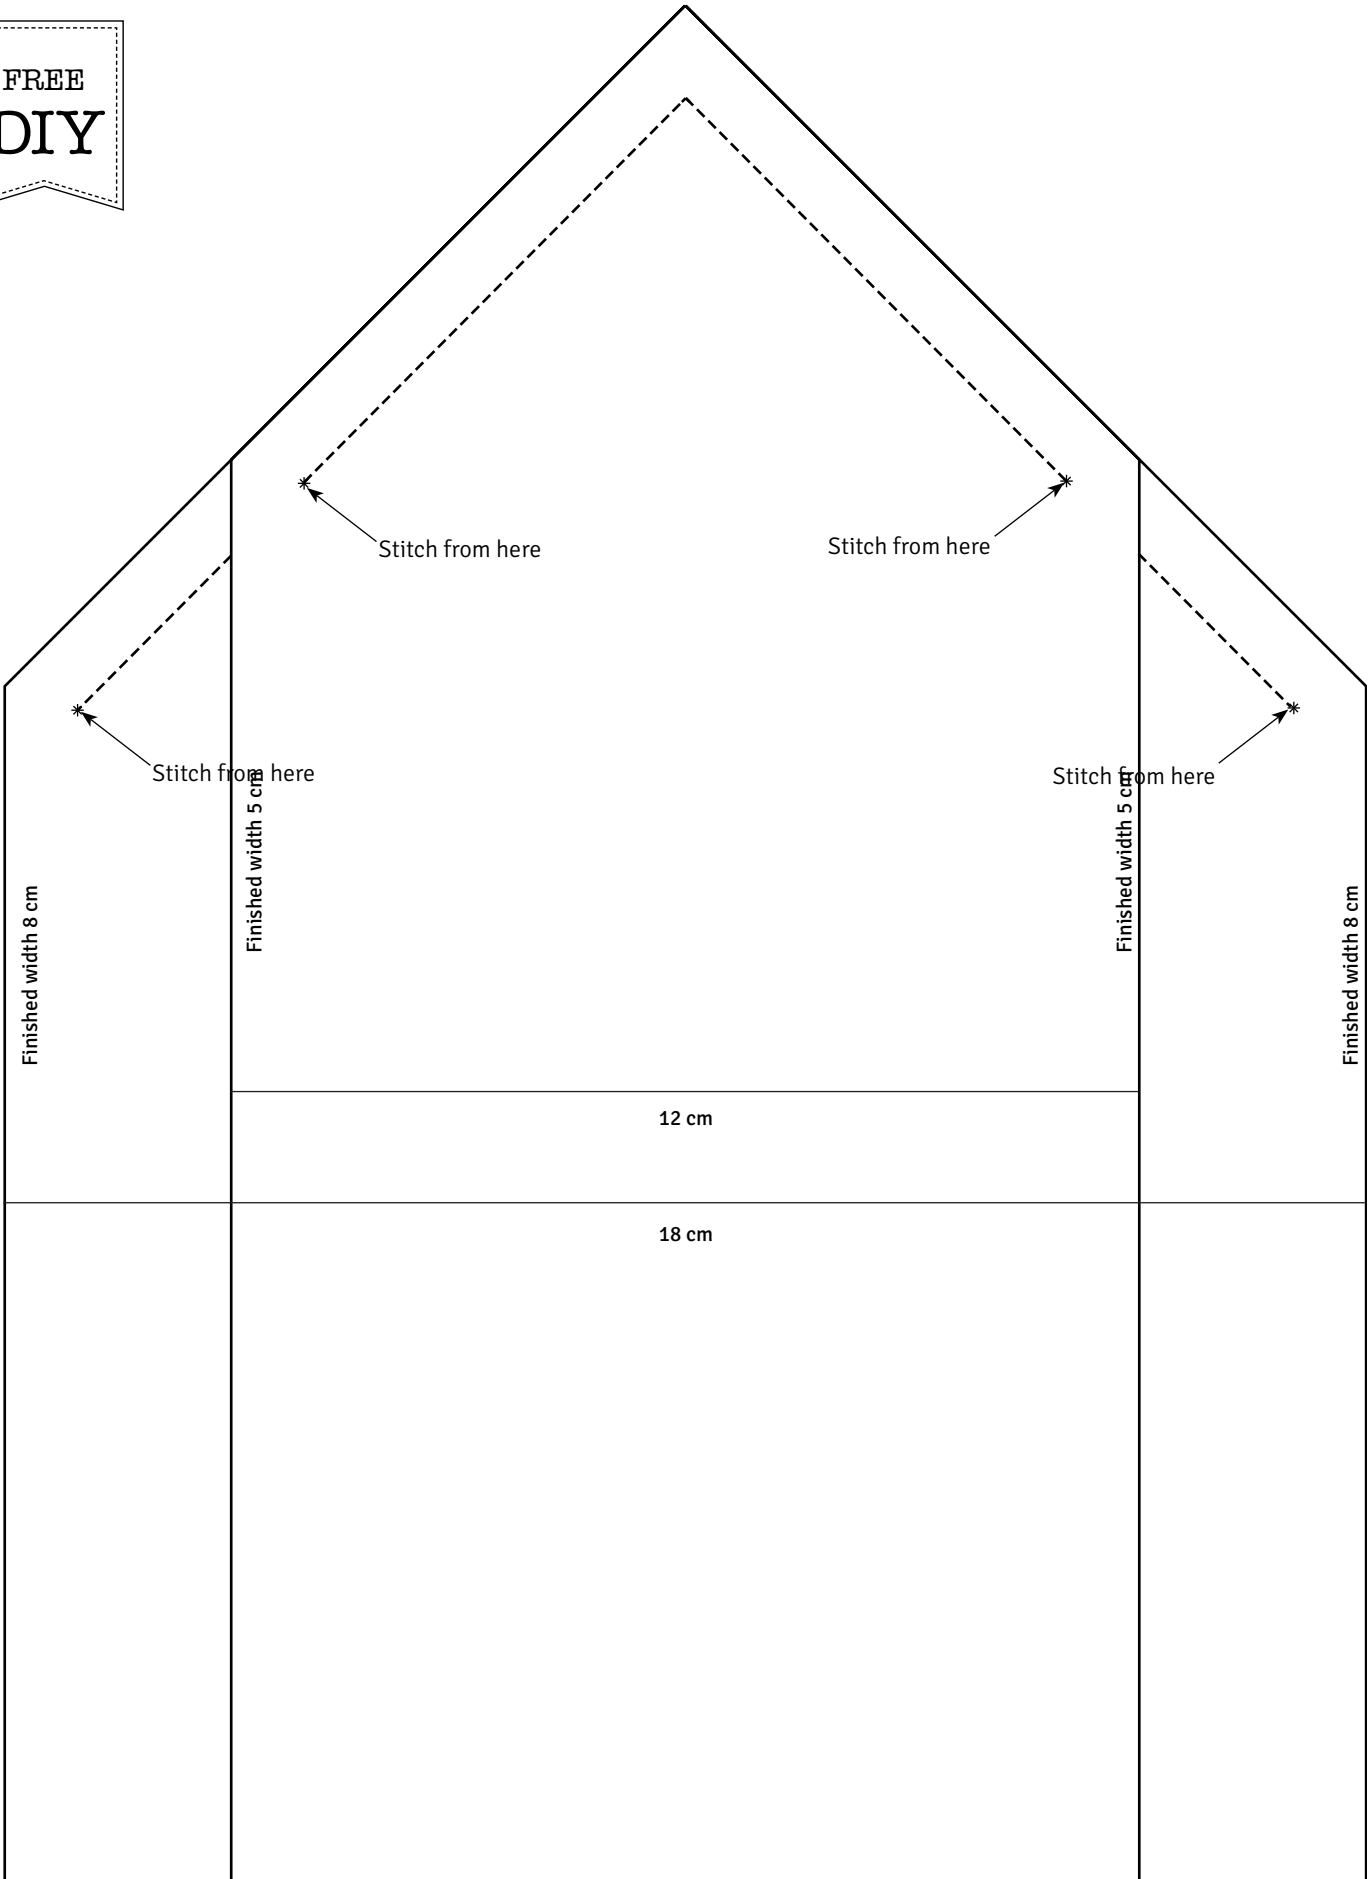 FREE
DIY
Stitch from here
Stitch from here
Stitch from here
Stitch from here
Finished width 5 cm
Finished width 5 cm
Finished width 8 cm
Finished width 8 cm
12 cm
18 cm